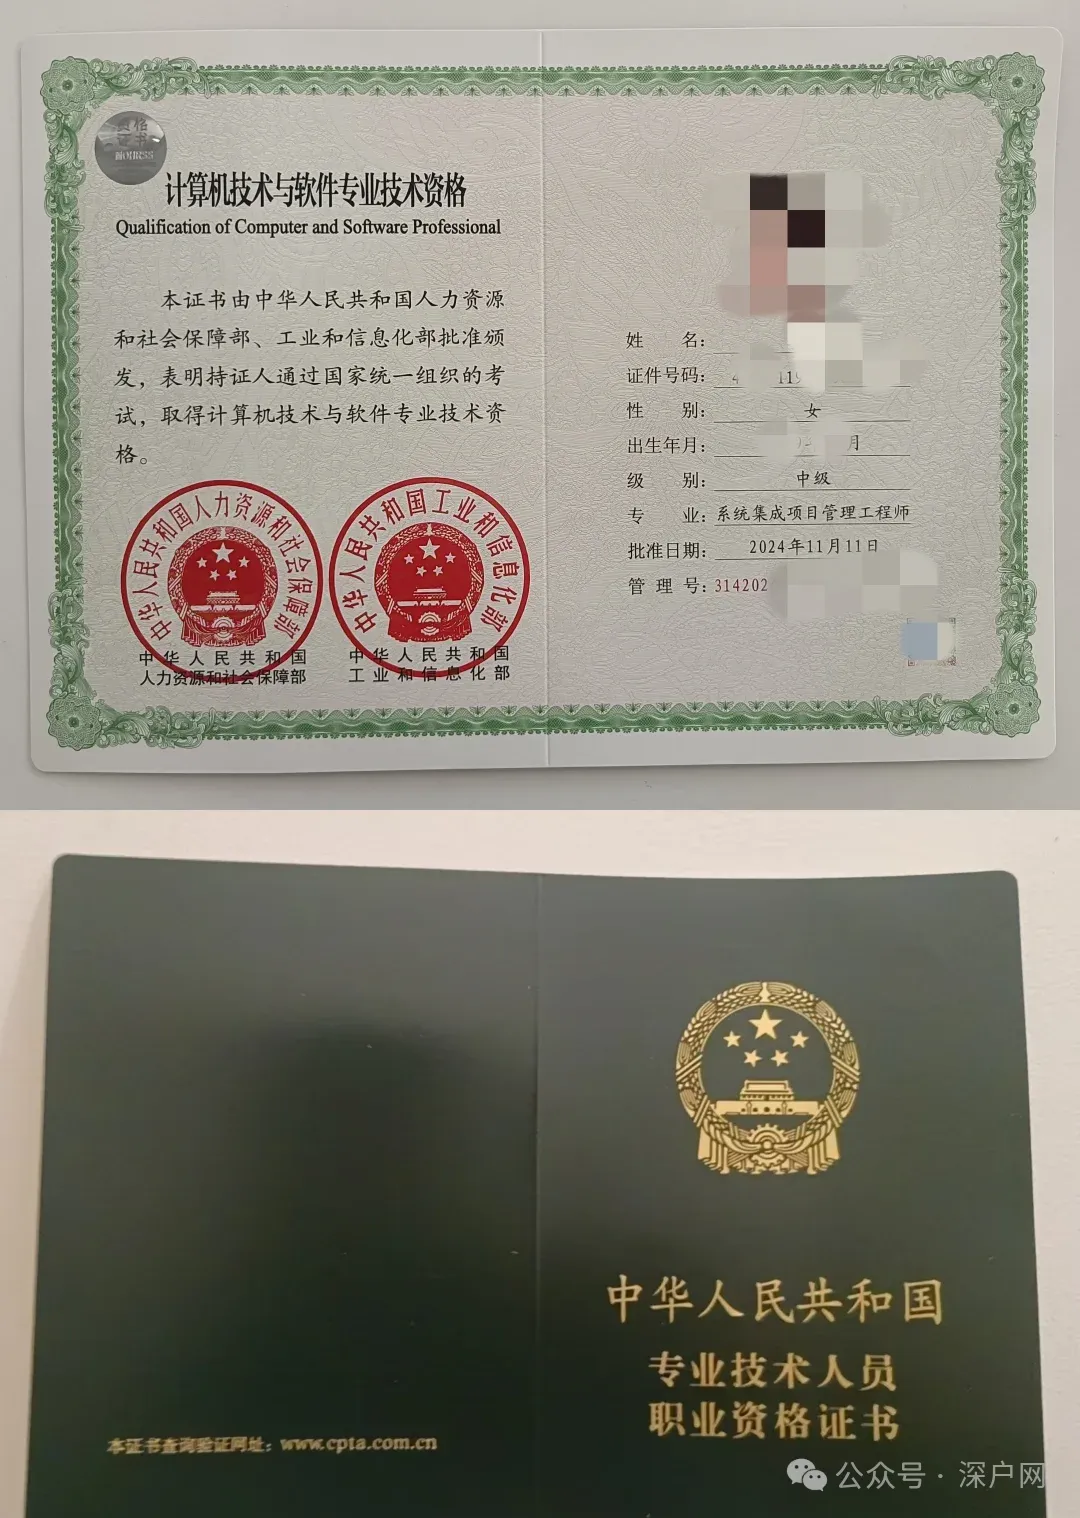 资格
证书
MOHRSS
计算机技术与软件专业技术资格
Qualification of Computer and Software Professional
本证书由中华人民共和国人力资源
和社会保障部、工业和信息化部批准颁
发，表明持证人通过国家统一组织的考
试，取得计算机技术与软件专业技术资
格。
中华人民共和国人力资源和社会保障部
中华人民共和国
人力资源和社会保障部
中华人民共和国工业和信息化部
中华人民共和国
工业和信息化部
姓 名：
证件号码：
性 别： 女
出生年月： 月
级 别： 中级
专 业： 系统集成项目管理工程师
批准日期： 2024年11月11日
管 理 号： 314202
中华人民共和国
专业技术人员
职业资格证书
本证书查询验证网址：www.cpta.com.cn
公众号 · 深户网